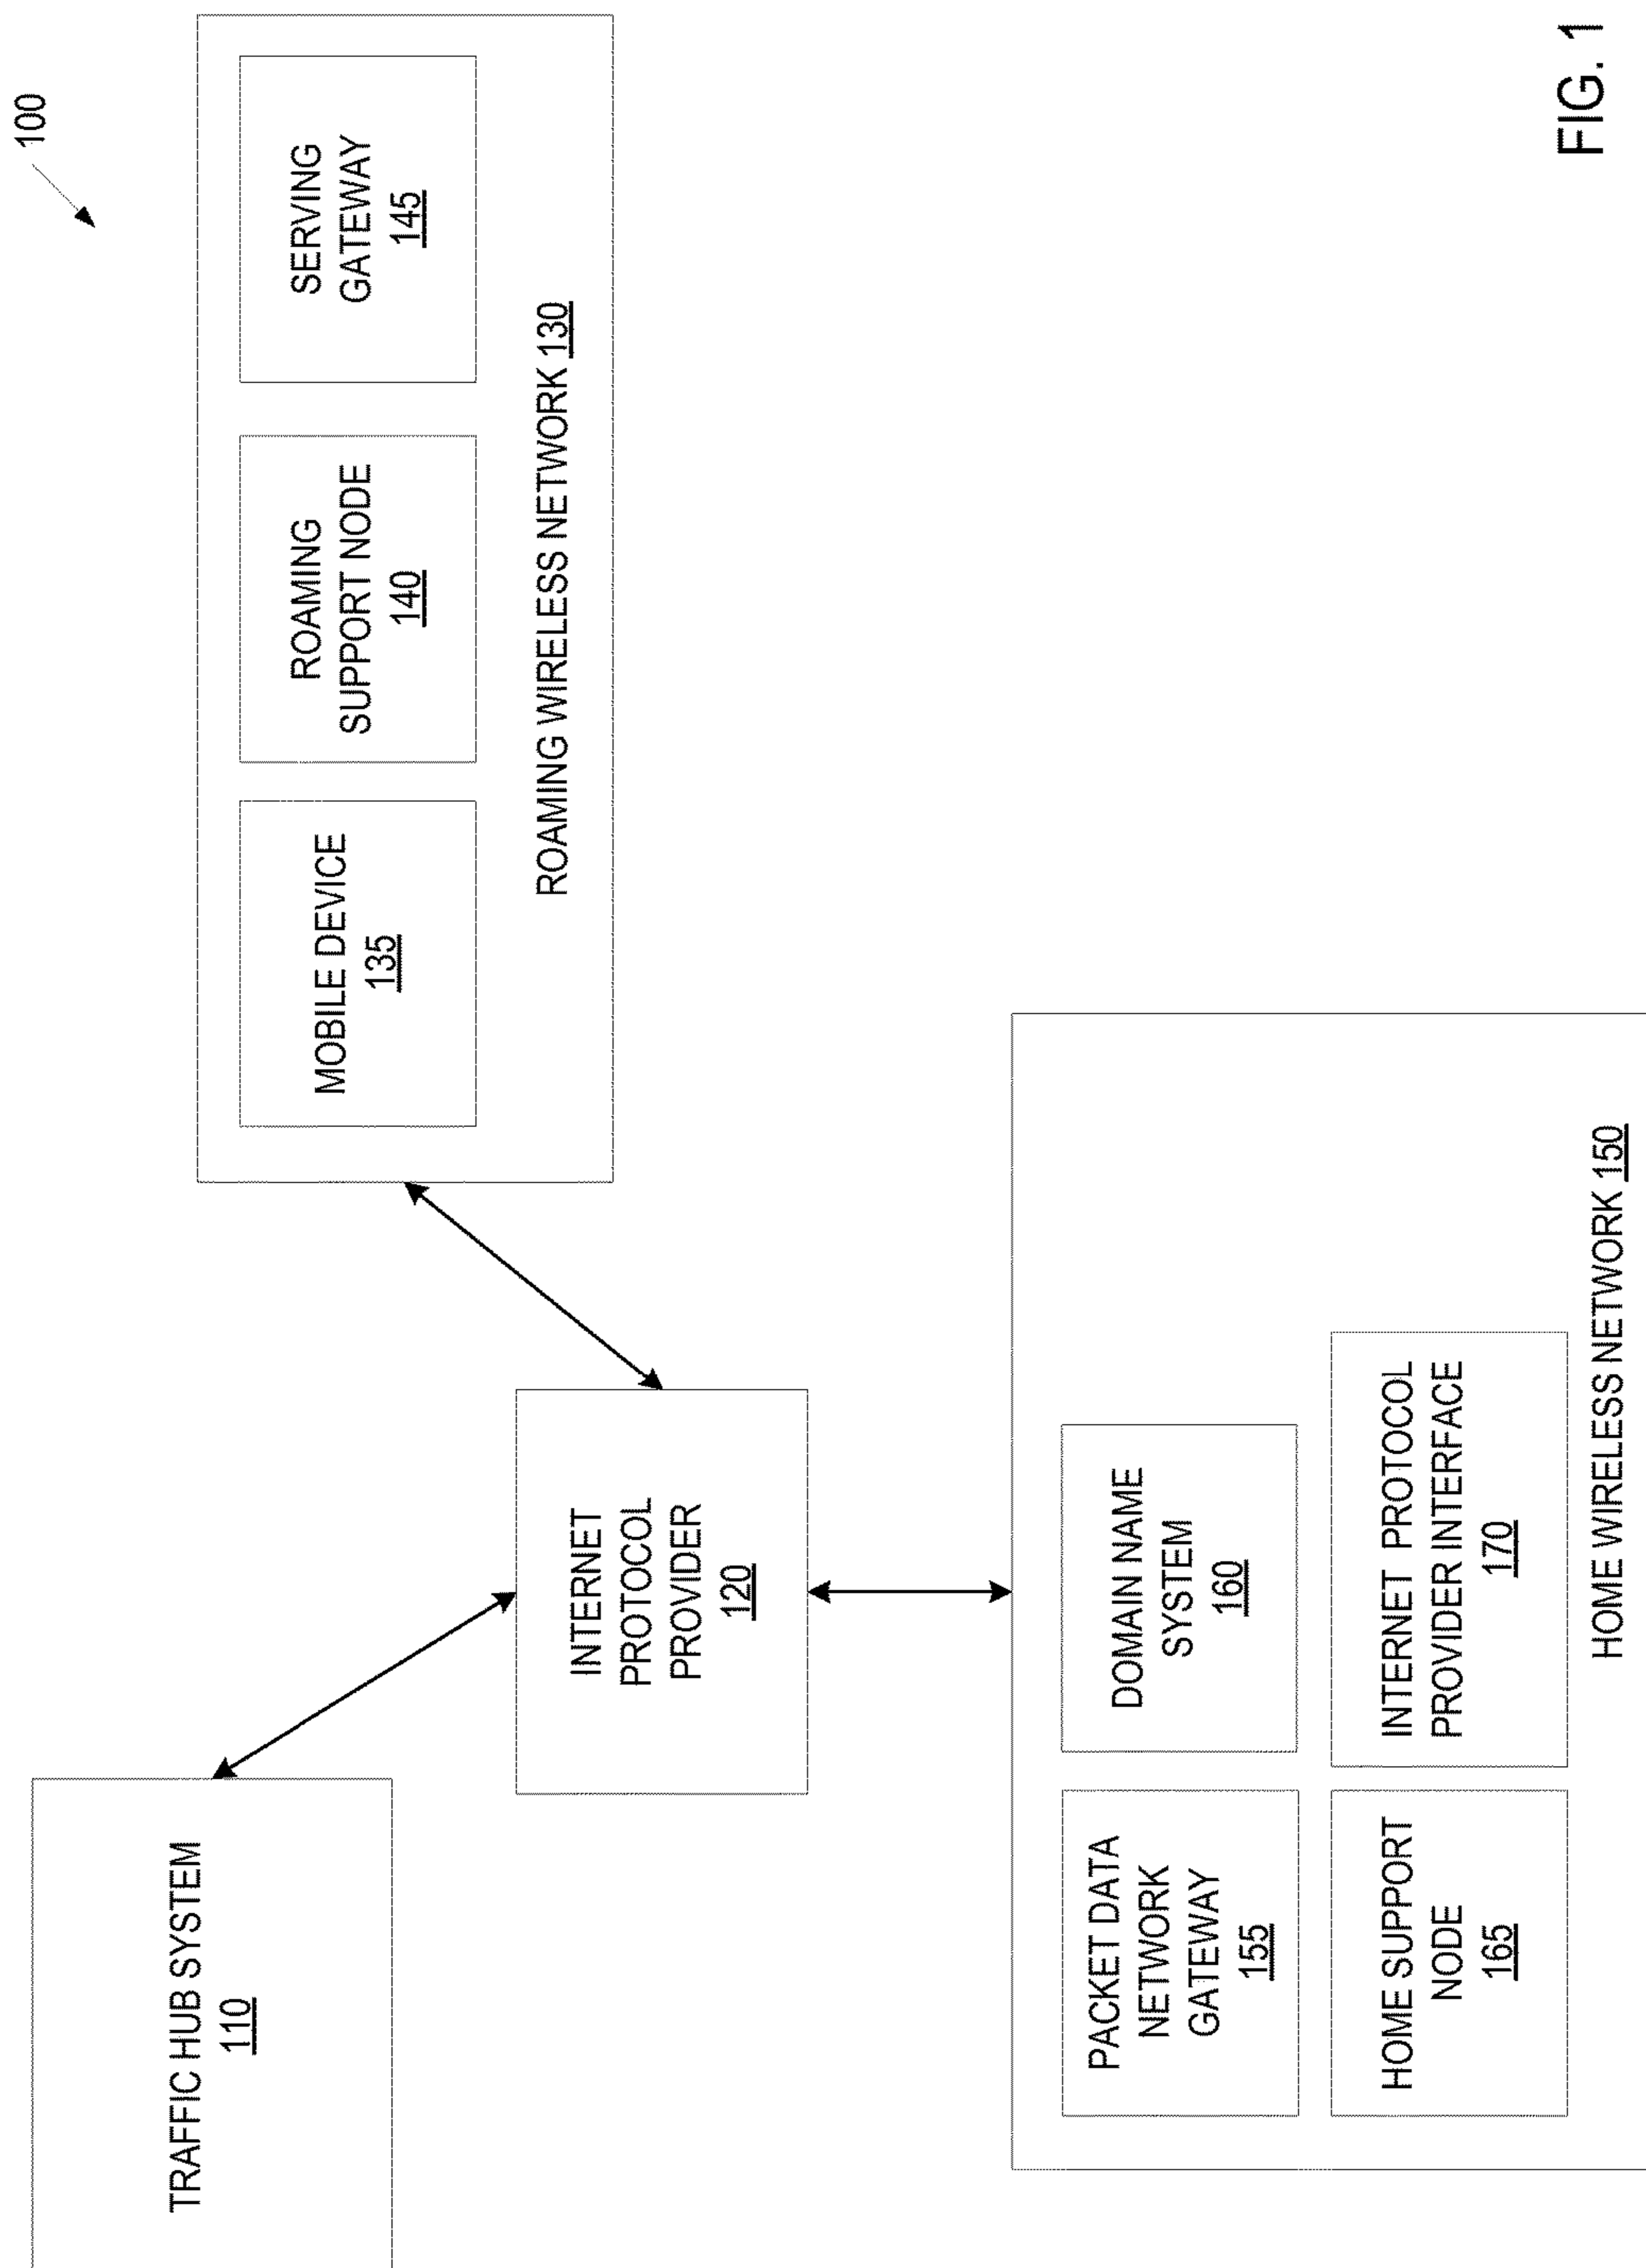 100
TRAFFIC HUB SYSTEM
110
MOBILE DEVICE
135
ROAMING
SUPPORT NODE
140
SERVING
GATEWAY
145
ROAMING WIRELESS NETWORK 130
INTERNET
PROTOCOL
PROVIDER
120
PACKET DATA
NETWORK
GATEWAY
155
DOMAIN NAME
SYSTEM
160
HOME SUPPORT
NODE
165
INTERNET PROTOCOL
PROVIDER INTERFACE
170
HOME WIRELESS NETWORK 150
FIG. 1